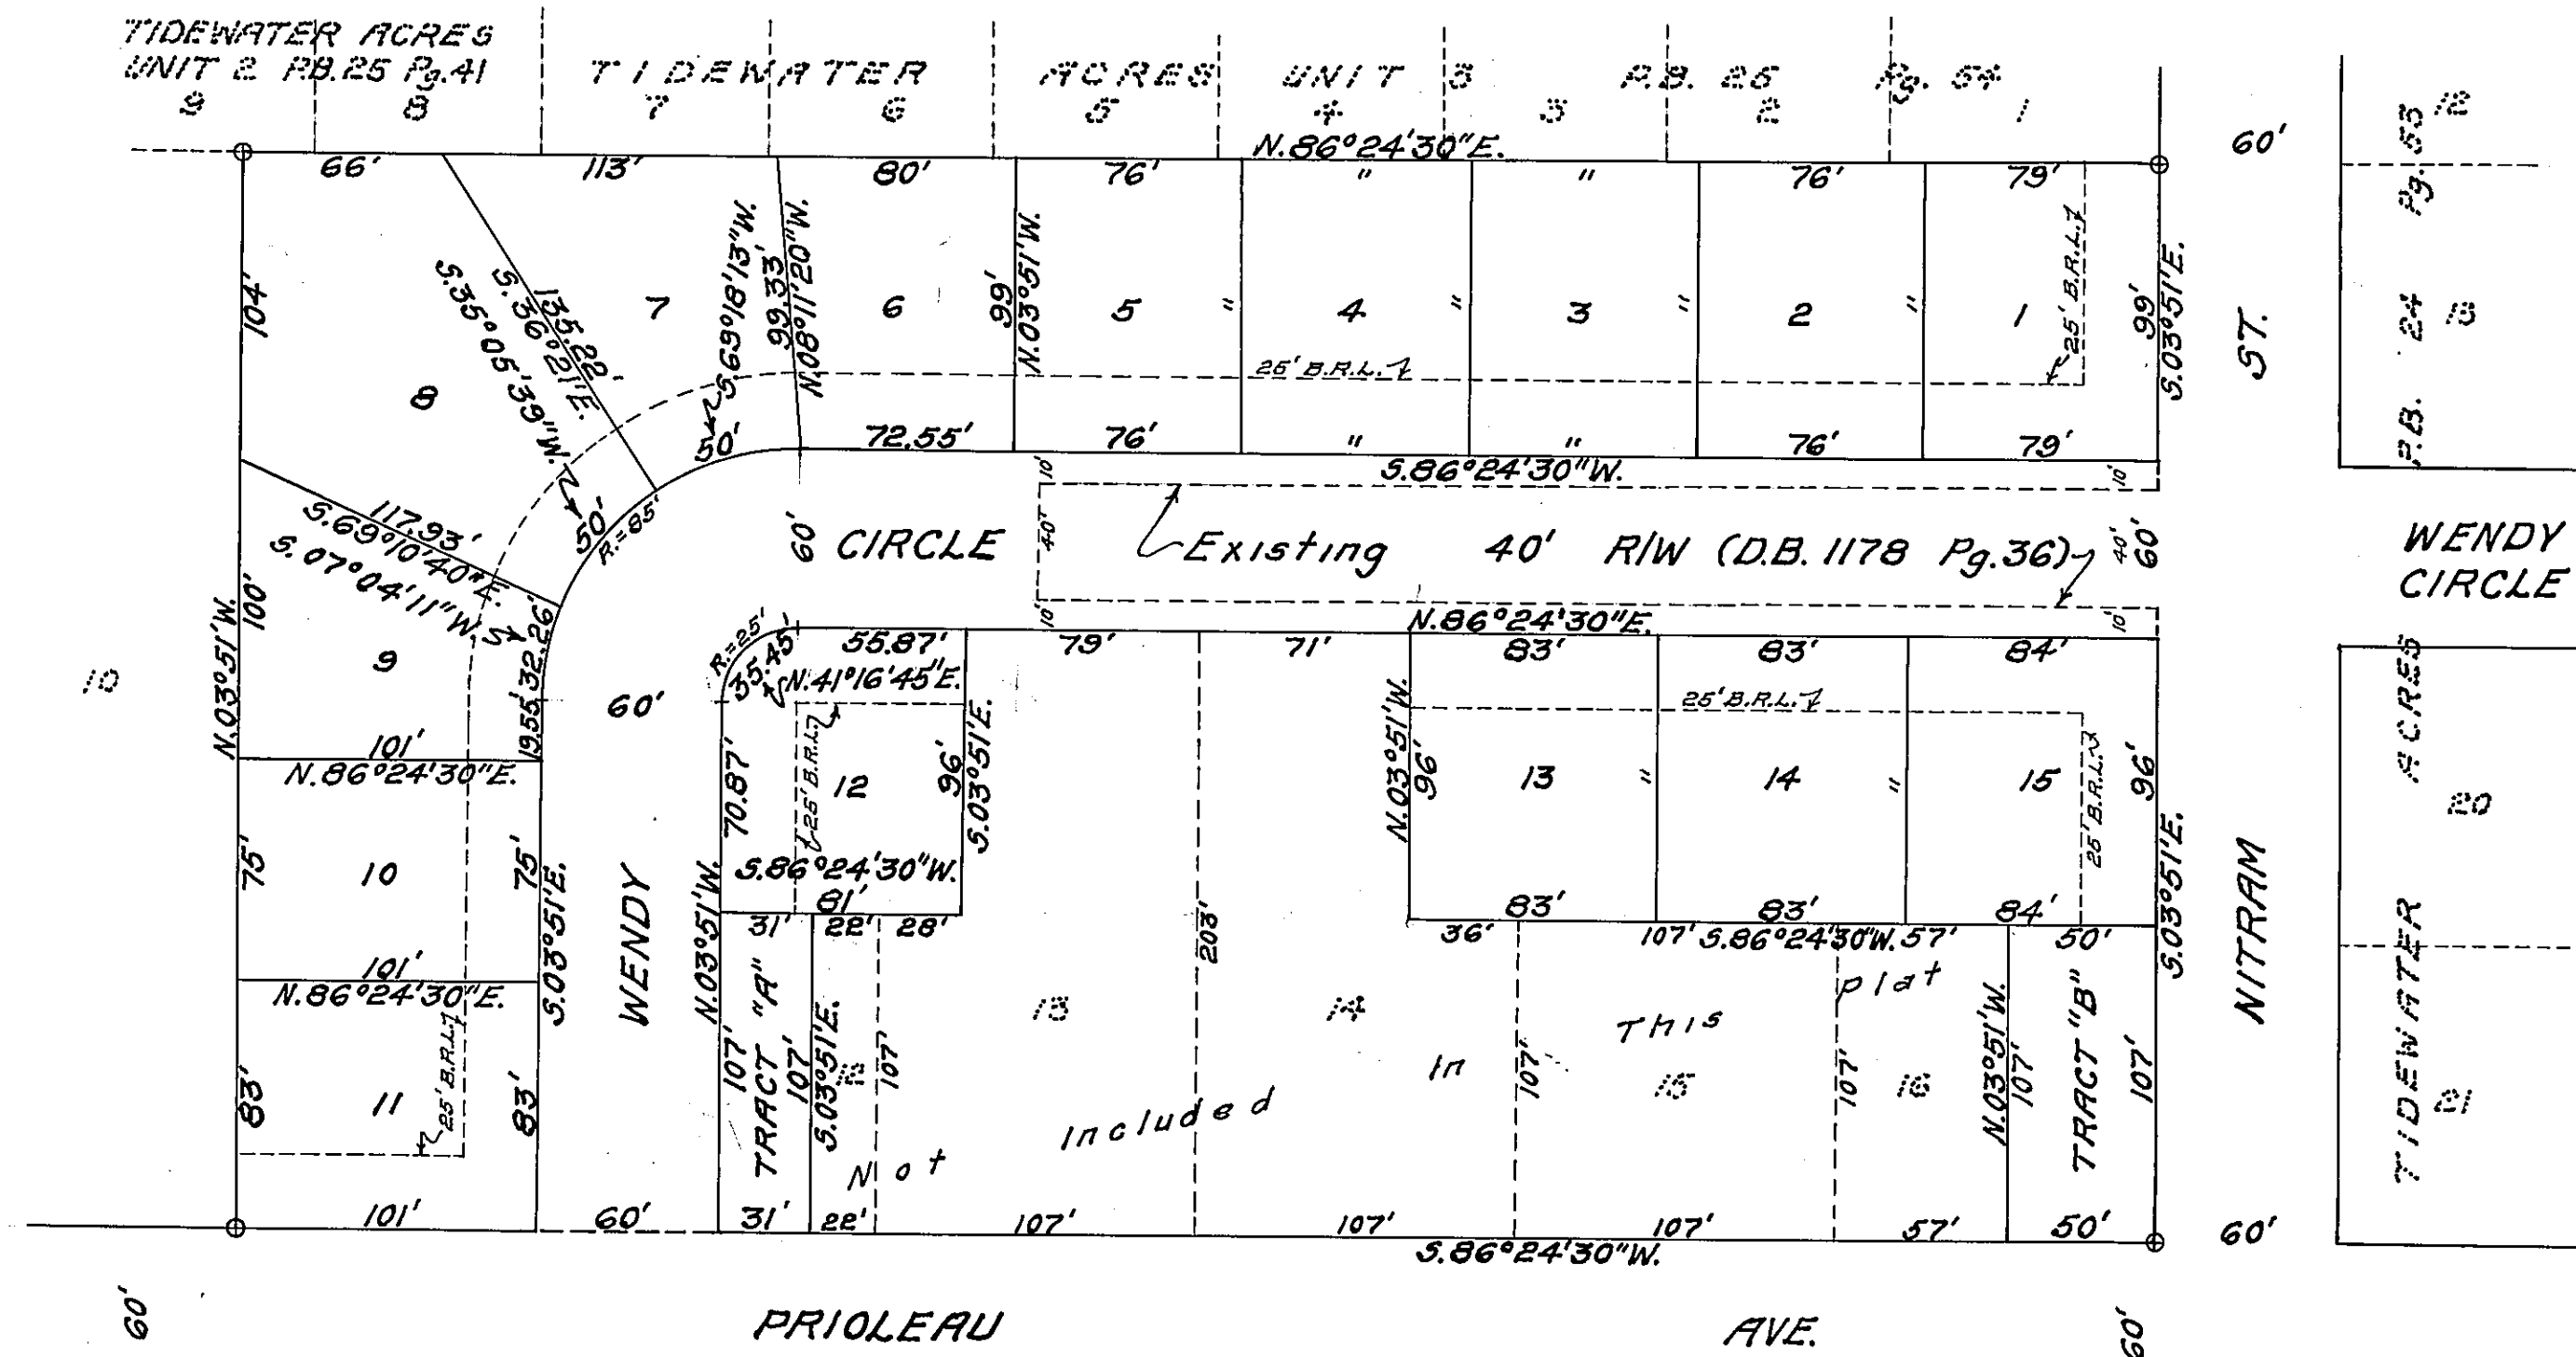 TIDEWATER ACRES
UNIT 2 P.B. 25 Pg. 41
TIDEWATER ACRES UNIT 3 P.B. 25 Pg. 54
9 8 7 6 5 4 3 2 1
N.86°24'30"E.
66' 113' 80' 76' " " 76' 79'
60'
P.B. 24 Pg. 53
12
13
104'
8
S.36°21'E.
135.22'
S.35°05'39"W.
50'
7
S.69°18'13"W.
50'
99.33'
N.08°11'20"W.
6
99'
N.03°51'W.
5
"
4
"
3
"
2
"
1
25' B.R.L.
25' B.R.L.
99'
S.03°51'E.
ST.
72.55' 76' " " 76' 79'
S.86°24'30"W.
R.=85'
117.93'
S.69°10'40"E.
S.07°04'11"W.
32.26'
19.55'
N.03°51'W.
100'
9
10
60'
CIRCLE
10'
40'
10'
Existing 40' R/W (D.B. 1178 Pg.36)
10'
40'
60'
10'
WENDY
CIRCLE
N.86°24'30"E.
R.=25'
35.45'
N.41°16'45"E.
55.87' 79' 71' 83' 83' 84'
60'
25' B.R.L.
12
70.87'
96'
S.03°51'E.
S.86°24'30"W.
81'
N.03°51'W.
96'
25' B.R.L.
13
"
14
"
15
25' B.R.L.
96'
S.03°51'E.
83' 83' 84'
101'
N.86°24'30"E.
75'
10
75'
S.03°51'E.
101'
N.86°24'30"E.
83'
11
25' B.R.L.
83'
101'
WENDY
N.03°51'W.
31' 22' 28'
107'
TRACT "A"
107'
S.03°51'E.
12
107'
203'
13
14
36' 107' S.86°24'30"W. 57' 50'
107'
15
107'
16
N.03°51'W.
107'
TRACT "B"
107'
Not Included In This plat
NITRAM
TIDEWATER ACRES
20
21
60' 31' 22' 107' 107' 107' 57' 50'
S.86°24'30"W.
60'
60'
PRIOLEAU AVE.
60'